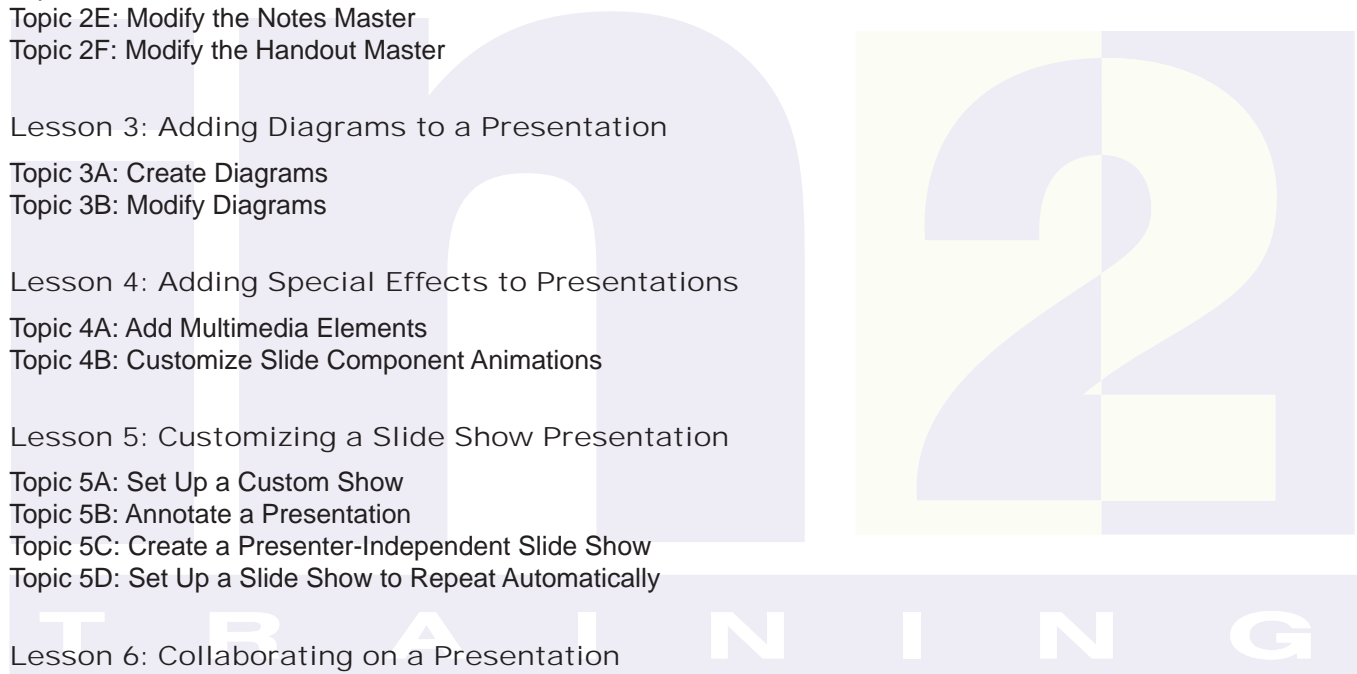 Topic 2E: Modify the Notes Master
Topic 2F: Modify the Handout Master
Lesson 3: Adding Diagrams to a Presentation
Topic 3A: Create Diagrams
Topic 3B: Modify Diagrams
Lesson 4: Adding Special Effects to Presentations
Topic 4A: Add Multimedia Elements
Topic 4B: Customize Slide Component Animations
Lesson 5: Customizing a Slide Show Presentation
Topic 5A: Set Up a Custom Show
Topic 5B: Annotate a Presentation
Topic 5C: Create a Presenter-Independent Slide Show
Topic 5D: Set Up a Slide Show to Repeat Automatically
Lesson 6: Collaborating on a Presentation
in2
TRAINING